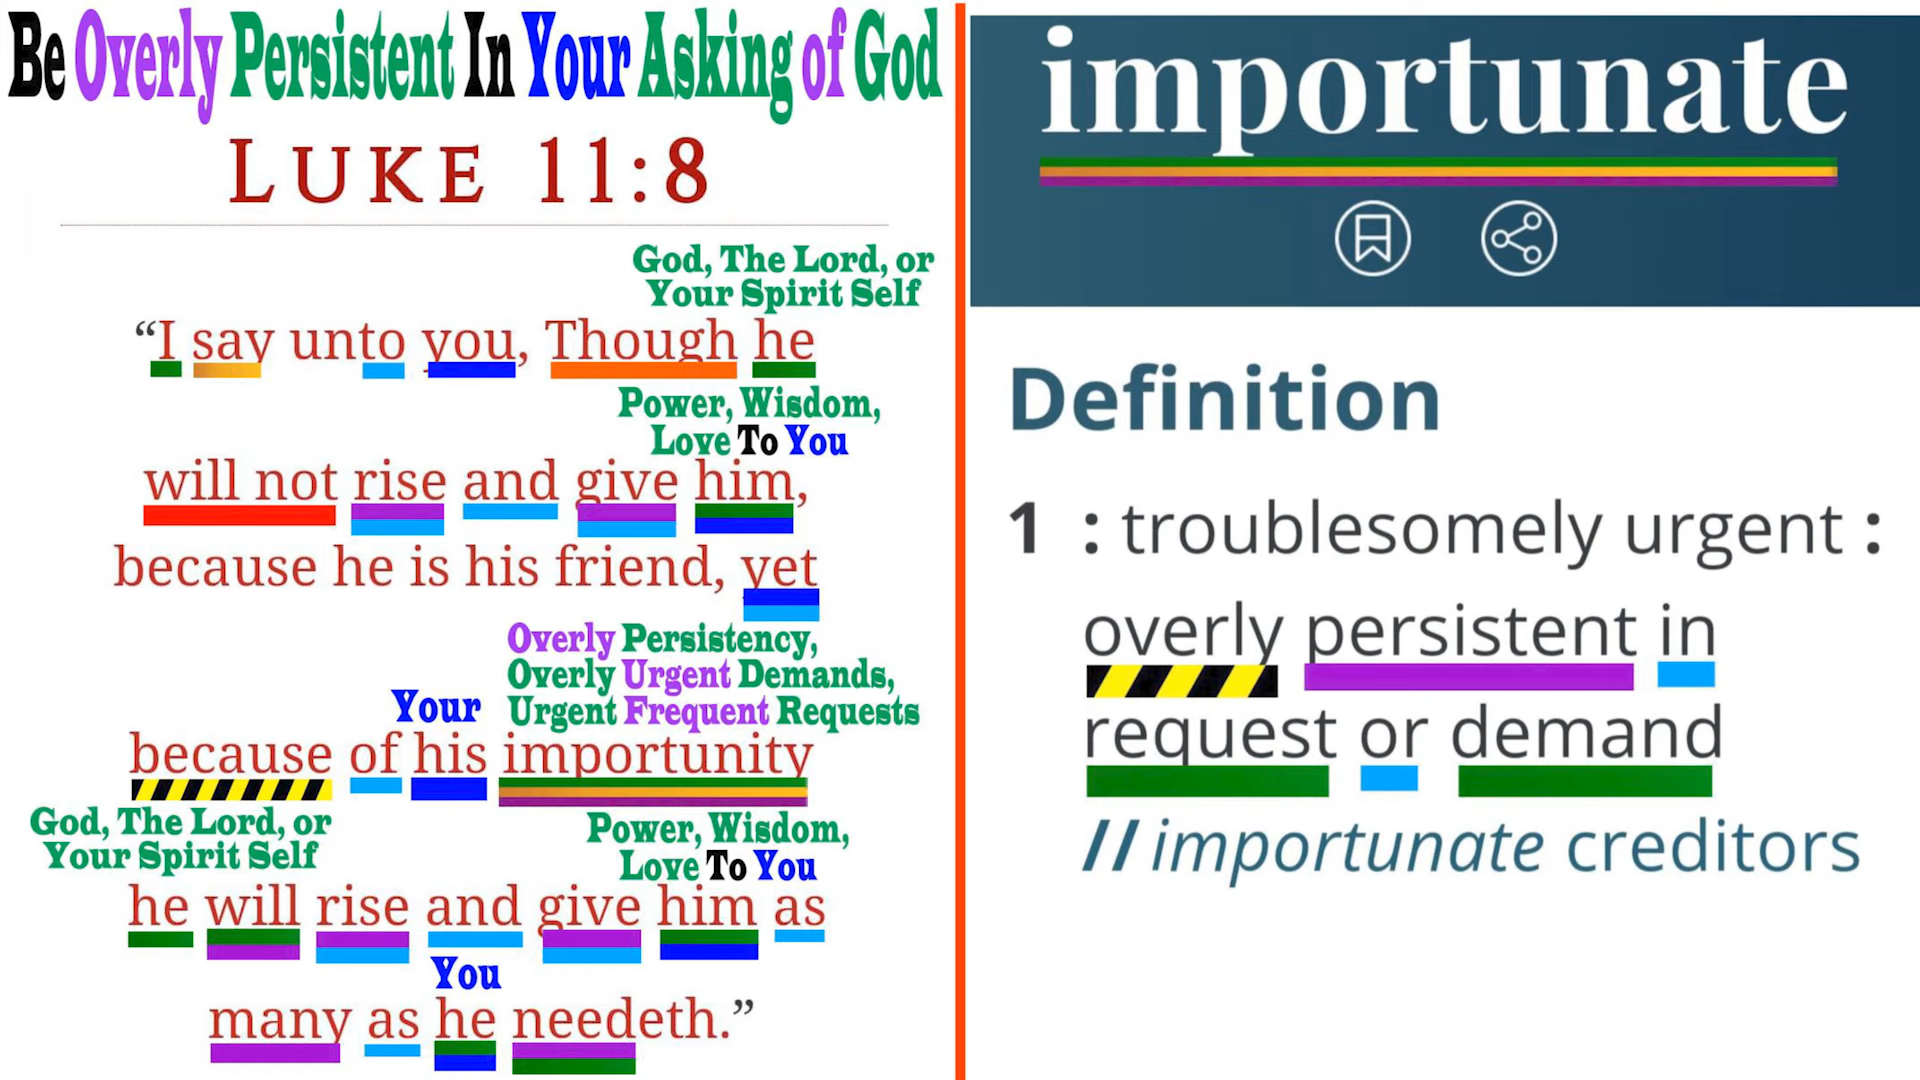 Be Overly Persistent In Your Asking of God
LUKE 11:8
God, The Lord, or
Your Spirit Self
“I say unto you, Though he
Power, Wisdom,
Love To You
will not rise and give him,
because he is his friend, yet
Overly Persistency,
Overly Urgent Demands,
Your Urgent Frequent Requests
because of his importunity
God, The Lord, or
Your Spirit Self
Power, Wisdom,
Love To You
he will rise and give him as
You
many as he needeth.”
importunate
Definition
1 : troublesomely urgent :
overly persistent in
request or demand
// importunate creditors